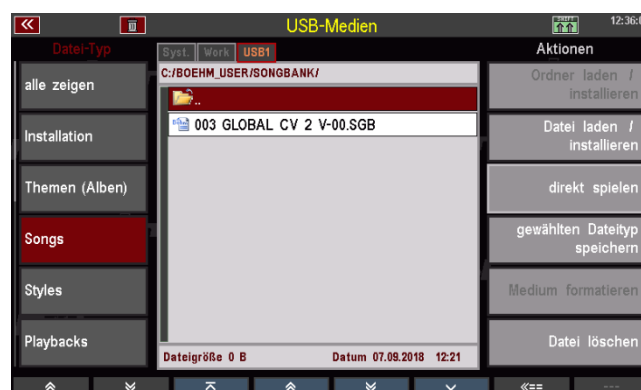 USB-Medien
12:36:
Datei-Typ
Syst. Work USB1
Aktionen
alle zeigen
Installation
Themen (Alben)
Songs
Styles
Playbacks
C:/BOEHM_USER/SONGBANK/
..
003 GLOBAL CV 2 V-00.SGB
Dateigröße 0 B Datum 07.09.2018 12:21
Ordner laden /
installieren
Datei laden /
installieren
direkt spielen
gewählten Dateityp
speichern
Medium formatieren
Datei löschen